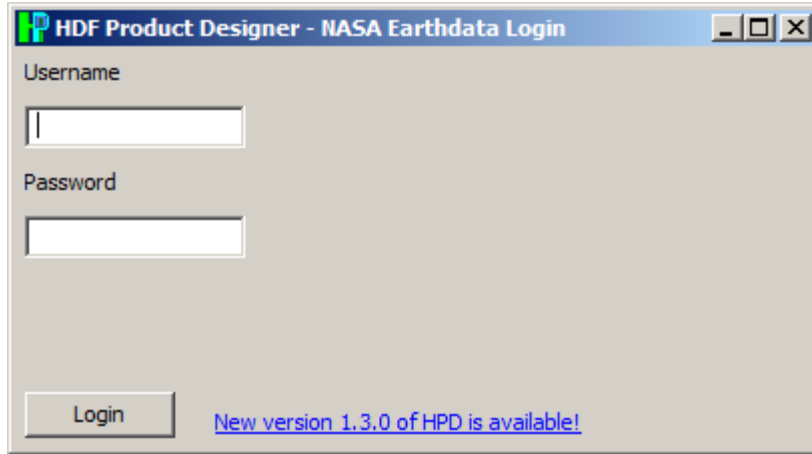 HDF Product Designer - NASA Earthdata Login
Username
Password
Login
New version 1.3.0 of HPD is available!